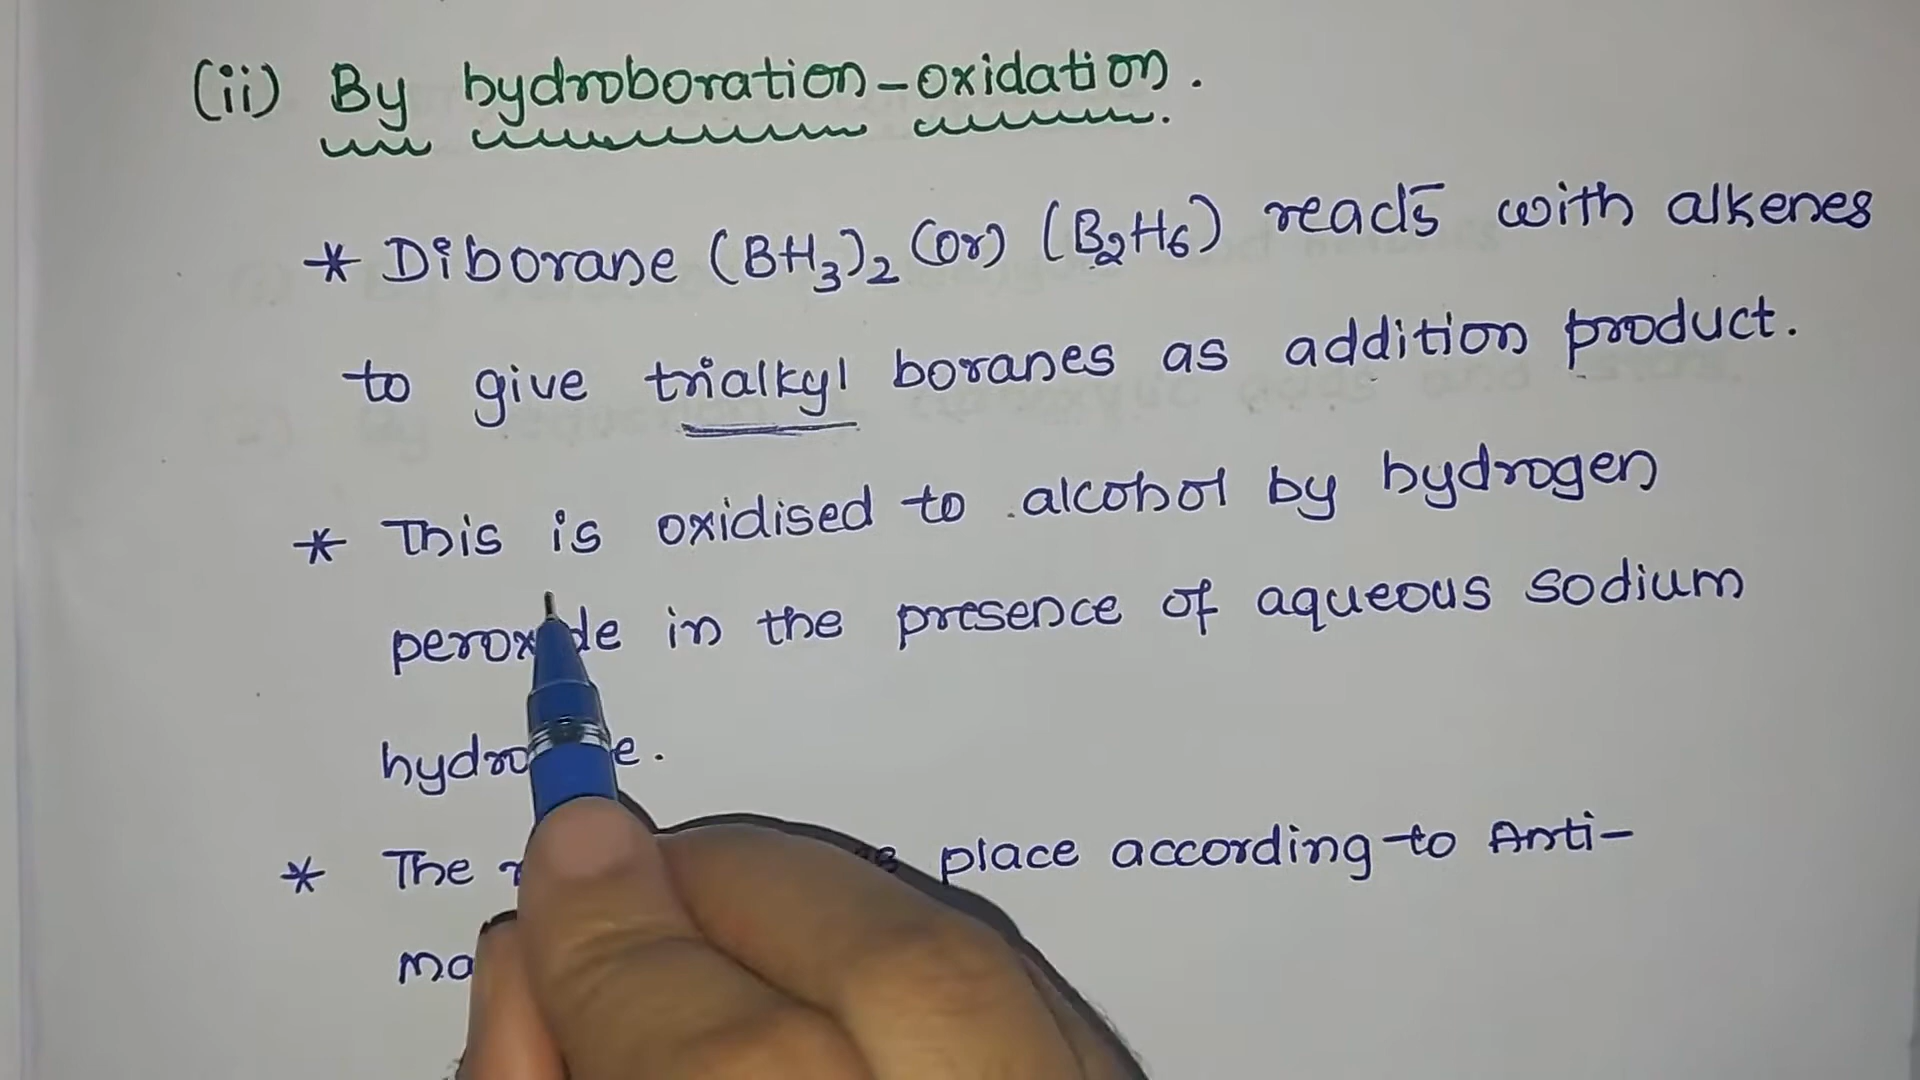 (ii) By hydroboration-oxidation.
* Diborane (BH3)2 (or) (B2H6) reacts with alkenes
to give trialkyl boranes as addition product.
* This is oxidised to alcohol by hydrogen
peroxide in the presence of aqueous sodium
* The place according to Anti-